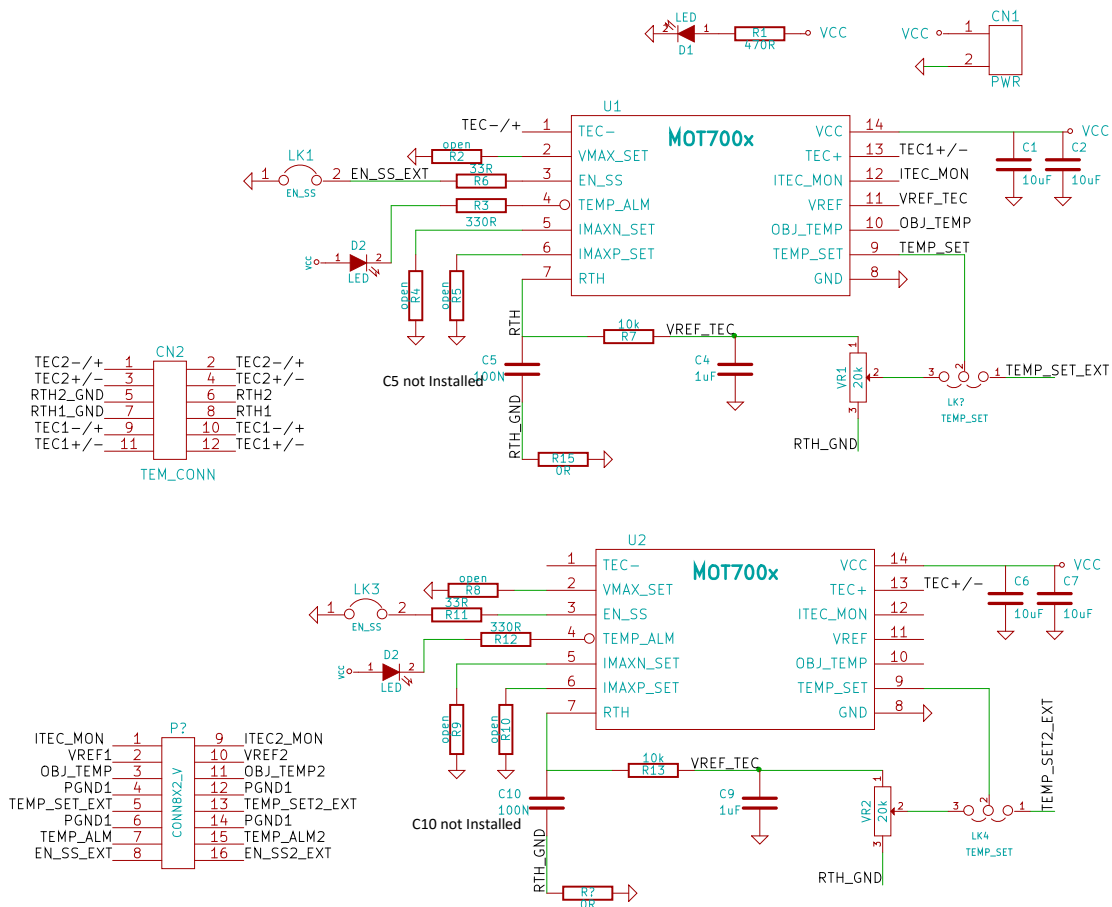 LED
2 1
D1
R1
470R
VCC
CN1
VCC 1
2
PWR
U1
MOT700x
TEC-/+ 1 TEC-
open
R2
2 VMAX_SET
LK1
1 2
EN_SS
EN_SS_EXT
33R
R6
3 EN_SS
R3
330R
4 TEMP_ALM
5 IMAXN_SET
6 IMAXP_SET
7 RTH
VCC 14
TEC+ 13 TEC1+/-
ITEC_MON 12 ITEC_MON
VREF 11 VREF_TEC
OBJ_TEMP 10 OBJ_TEMP
TEMP_SET 9 TEMP_SET
GND 8
VCC
C1
10uF
C2
10uF
D2
VCC 1 2
LED
open
R4
open
R5
RTH
10k
R7
VREF_TEC
C5
100N
C5 not Installed
C4
1uF
1
VR1
20k
2
3
RTH_GND
3 2 1
TEMP_SET_EXT
LK?
TEMP_SET
RTH_GND
R15
0R
CN2
TEC2-/+ 1 2 TEC2-/+
TEC2+/- 3 4 TEC2+/-
RTH2_GND 5 6 RTH2
RTH1_GND 7 8 RTH1
TEC1-/+ 9 10 TEC1-/+
TEC1+/- 11 12 TEC1+/-
TEM_CONN
U2
MOT700x
1 TEC-
open
R8
2 VMAX_SET
LK3
1 2
EN_SS
33R
R11
3 EN_SS
330R
R12
4 TEMP_ALM
5 IMAXN_SET
6 IMAXP_SET
7 RTH
VCC 14
TEC+ 13 TEC+/-
ITEC_MON 12
VREF 11
OBJ_TEMP 10
TEMP_SET 9
GND 8
VCC
C6
10uF
C7
10uF
D2
VCC 1 2
LED
open
R9
open
R10
10k
R13
VREF_TEC
C10
100N
C10 not Installed
C9
1uF
1
VR2
20k
2
3
RTH_GND
3 2 1
TEMP_SET2_EXT
LK4
TEMP_SET
RTH_GND
R?
0R
P?
CONN8X2_V
ITEC_MON 1 9 ITEC2_MON
VREF1 2 10 VREF2
OBJ_TEMP 3 11 OBJ_TEMP2
PGND1 4 12 PGND1
TEMP_SET_EXT 5 13 TEMP_SET2_EXT
PGND1 6 14 PGND1
TEMP_ALM 7 15 TEMP_ALM2
EN_SS_EXT 8 16 EN_SS2_EXT